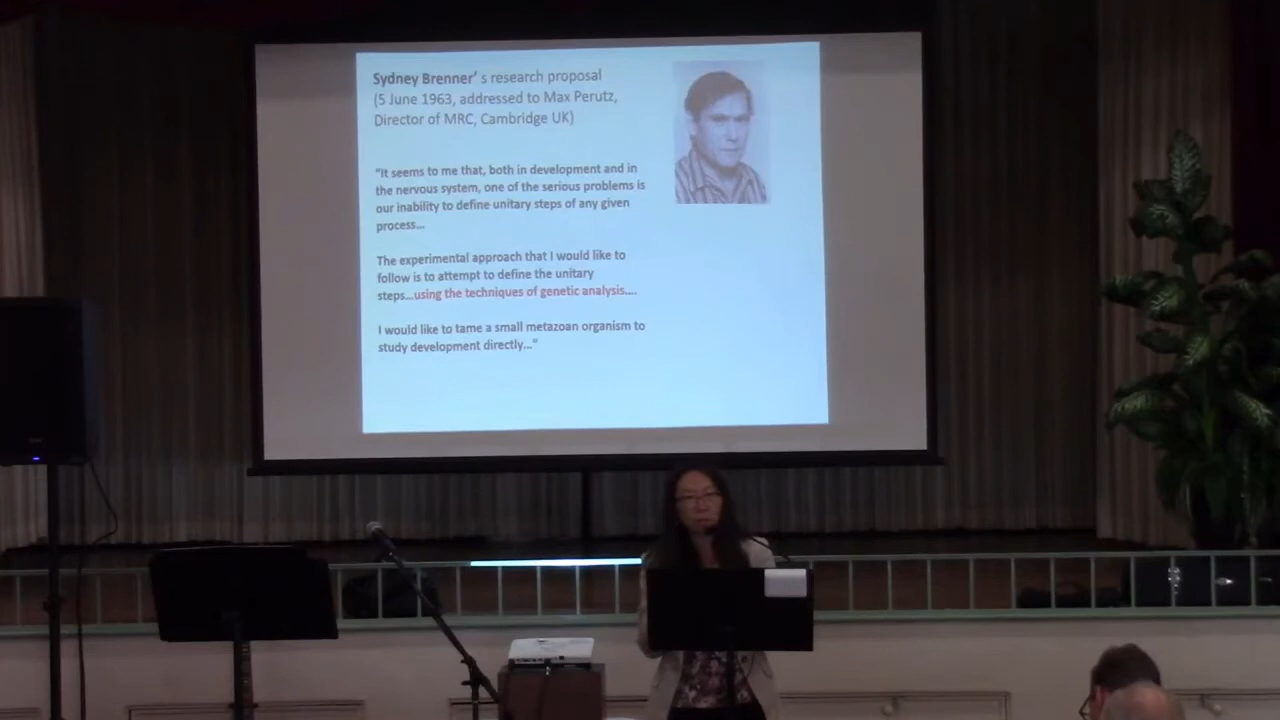 Sydney Brenner' s research proposal
(5 June 1963, addressed to Max Perutz,
Director of MRC, Cambridge UK)
"It seems to me that, both in development and in
the nervous system, one of the serious problems is
our inability to define unitary steps of any given
process...
The experimental approach that I would like to
follow is to attempt to define the unitary
steps...using the techniques of genetic analysis....
I would like to tame a small metazoan organism to
study development directly..."